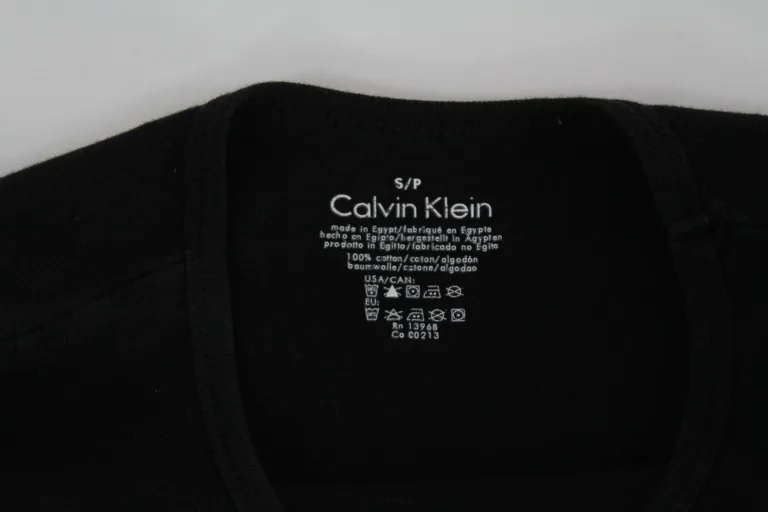 S/P
Calvin Klein
made in Egypt/fabriqué en Egypte
hecho en Egipto/hergestellt in Ägypten
prodotto in Egitto/fabricado no Egito
100% cotton/coton/algodón
baumwolle/cotone/algodao
USA/CAN:
EU:
Rn 13968
Ca 00213